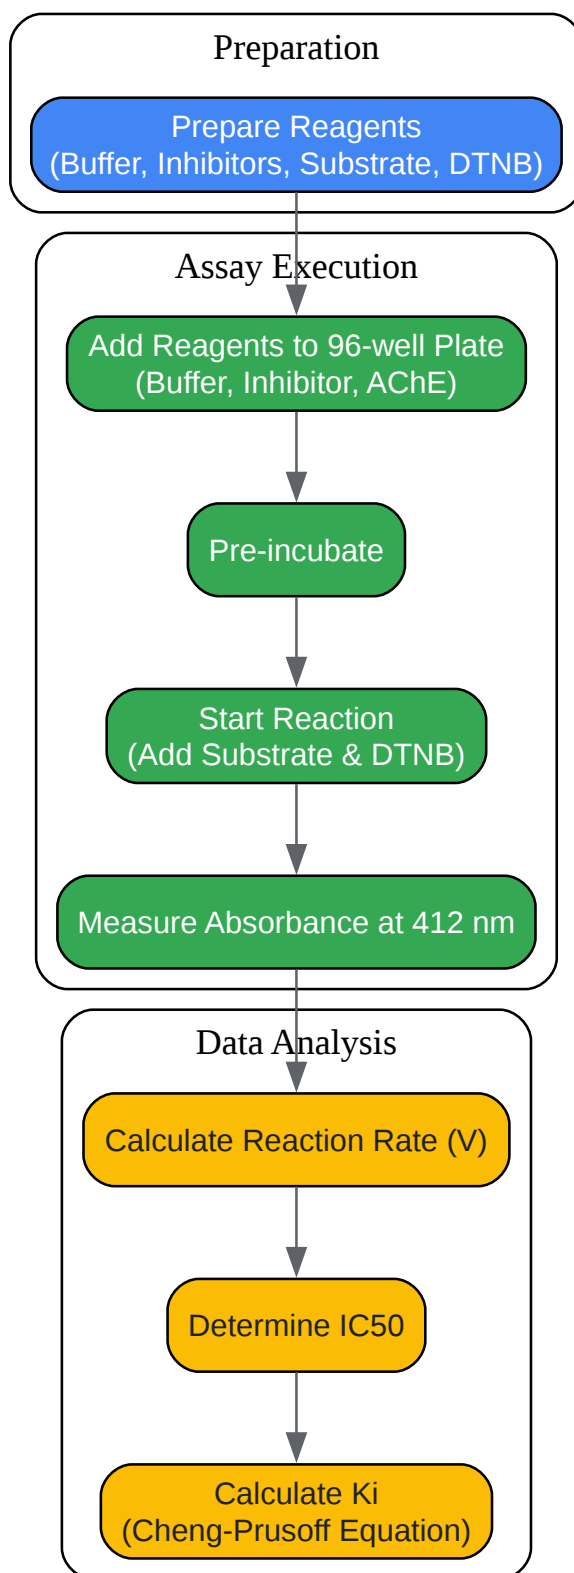 Preparation
Prepare Reagents
(Buffer, Inhibitors, Substrate, DTNB)
Assay Execution
Add Reagents to 96-well Plate
(Buffer, Inhibitor, AChE)
Pre-incubate
Start Reaction
(Add Substrate & DTNB)
Measure Absorbance at 412 nm
Data Analysis
Calculate Reaction Rate (V)
Determine IC50
Calculate Ki
(Cheng-Prusoff Equation)